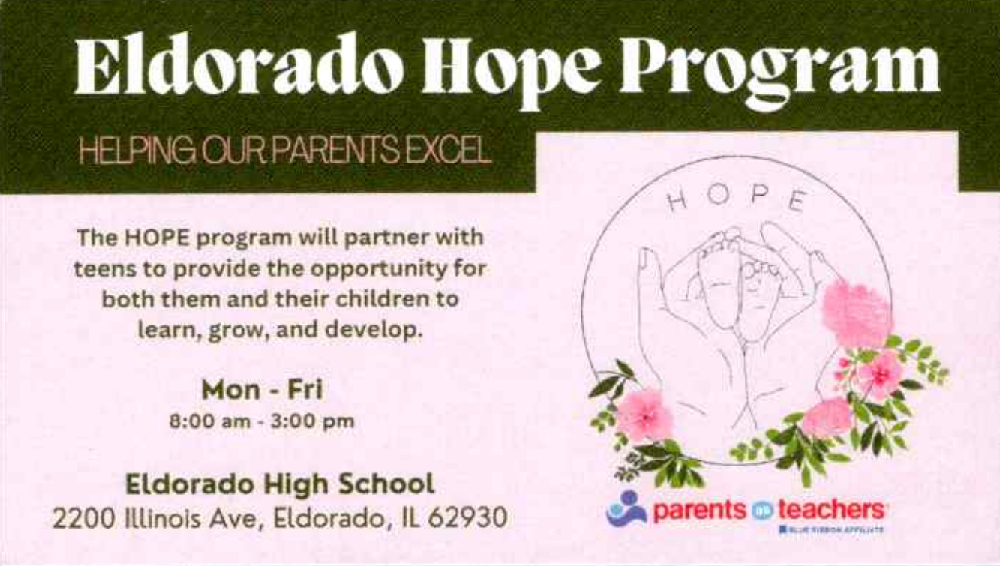 Eldorado Hope Program
HELPING OUR PARENTS EXCEL
HOPE
The HOPE program will partner with
teens to provide the opportunity for
both them and their children to
learn, grow, and develop.
Mon - Fri
8:00 am - 3:00 pm
Eldorado High School
2200 Illinois Ave, Eldorado, IL 62930
parents as teachers
BLUE RIBBON AFFILIATE